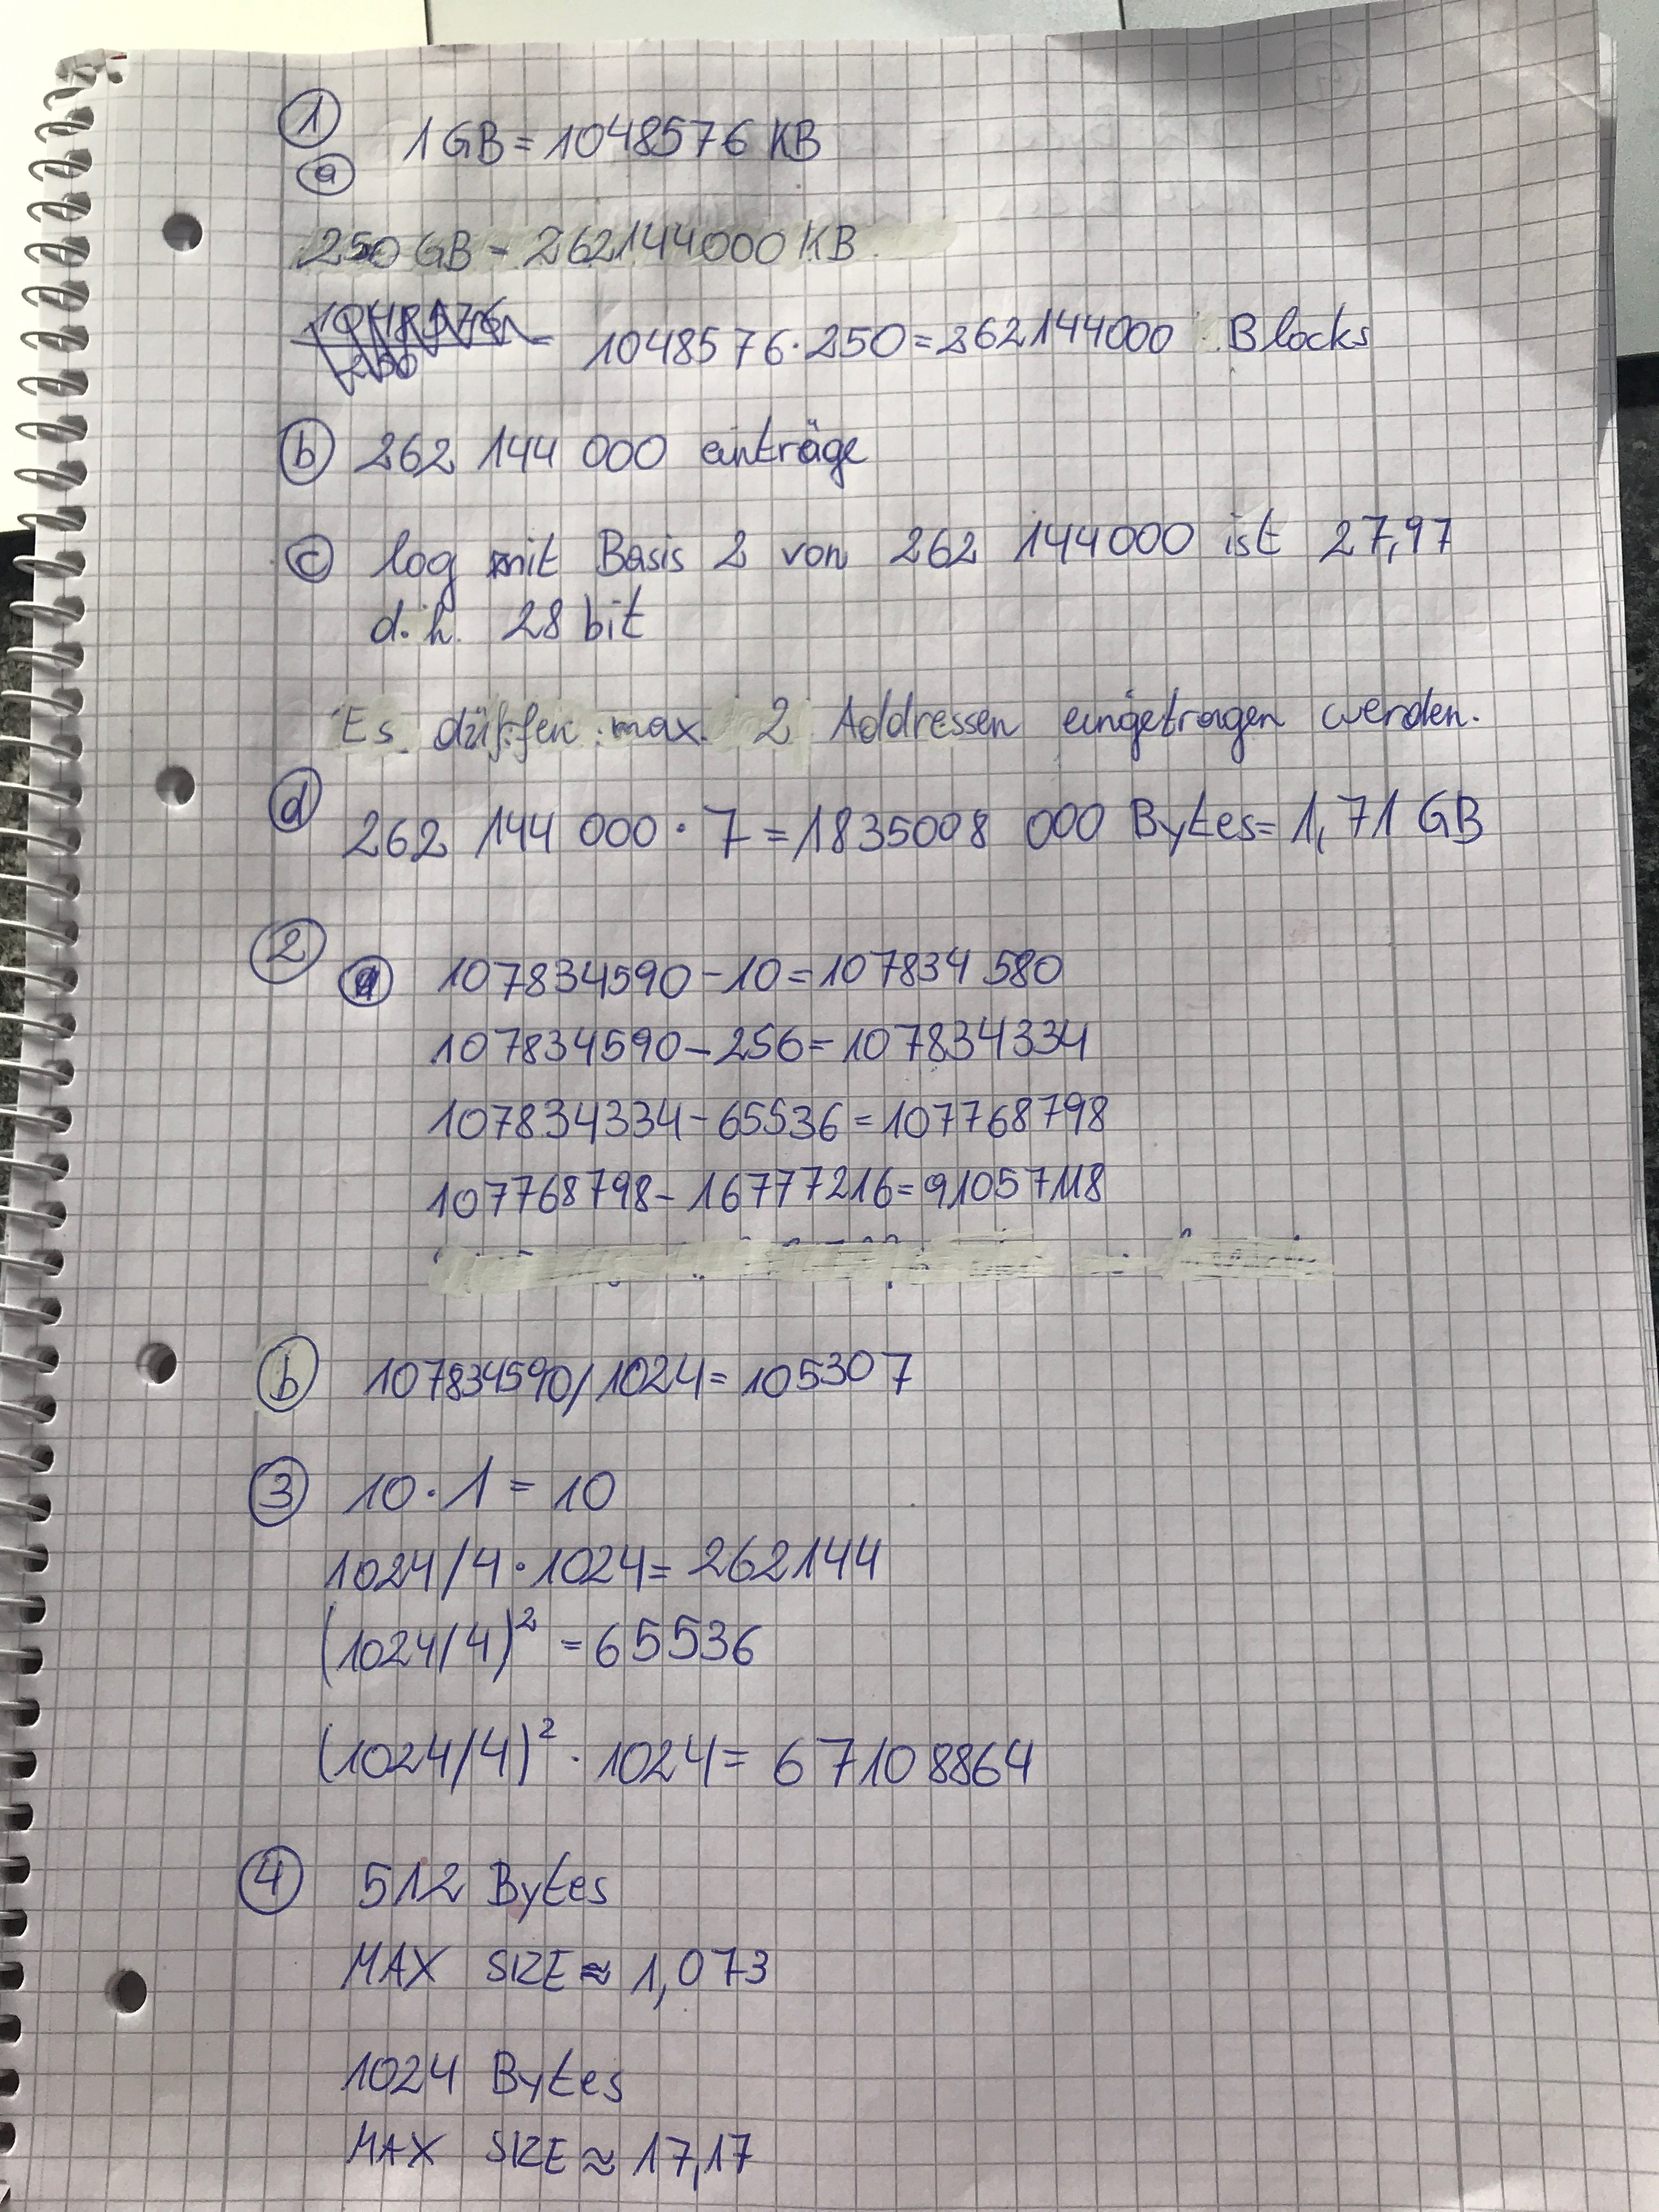 1
a 1 GB = 1048576 KB
250 GB - 262144000 KB
1048576 · 250 = 262144000 Blocks
b 262 144 000 einträge
c log mit Basis 2 von 262 144000 ist 27,97
d.h. 28 bit
Es dürfen max. 2 Addressen eingetragen werden.
d 262 144 000 · 7 = 1835008 000 Bytes = 1,71 GB
2 a 107834590 - 10 = 107834 580
107834590 - 256 = 107834334
107834334 - 65536 = 107768798
107768798 - 16777216 = 91057118
b 107834590/1024 = 105307
3 10 · 1 = 10
1024/4 · 1024 = 262144
(1024/4)² = 65536
(1024/4)² · 1024 = 67108864
4 512 Bytes
MAX SIZE ≈ 1,073
1024 Bytes
MAX SIZE ≈ 17,17